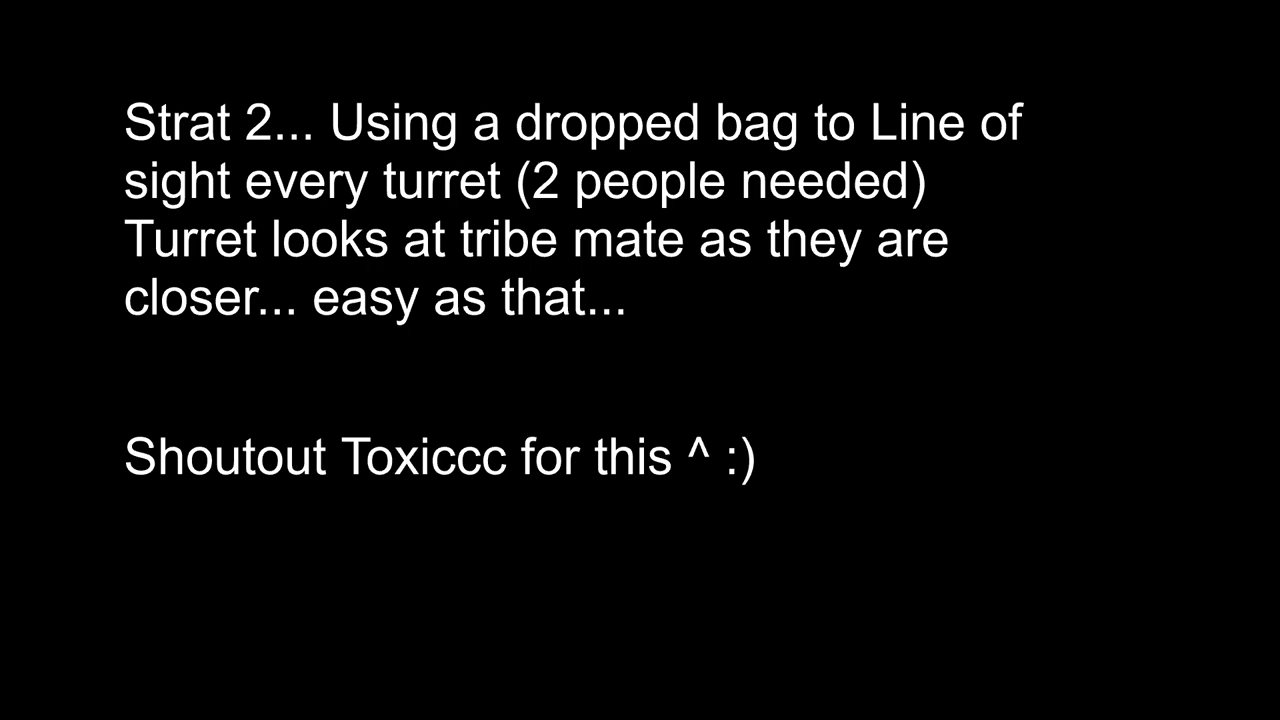 Strat 2... Using a dropped bag to Line of
sight every turret (2 people needed)
Turret looks at tribe mate as they are
closer... easy as that...
Shoutout Toxiccc for this ^ :)